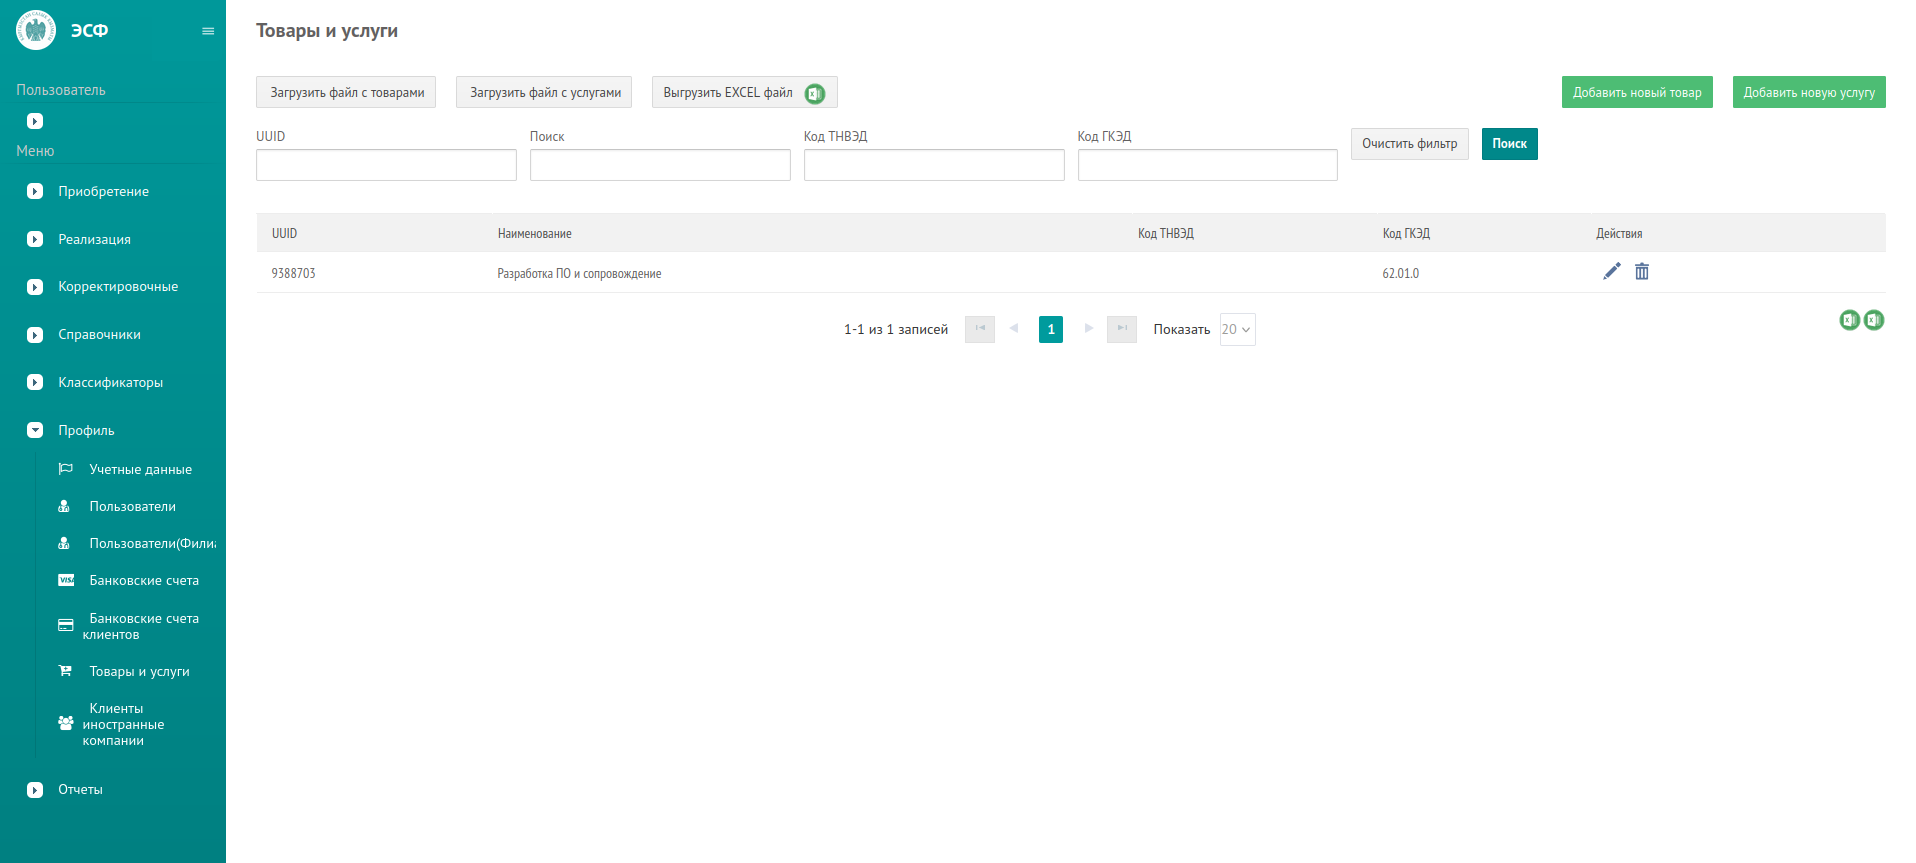 ЭСФ
Пользователь
Меню
Приобретение
Реализация
Корректировочные
Справочники
Классификаторы
Профиль
Учетные данные
Пользователи
Пользователи(Филиа
Банковские счета
Банковские счета
клиентов
Товары и услуги
Клиенты
иностранные
компании
Отчеты
Товары и услуги
Загрузить файл с товарами Загрузить файл с услугами Выгрузить EXCEL файл Добавить новый товар Добавить новую услугу
UUID Поиск Код ТНВЭД Код ГКЭД Очистить фильтр Поиск
UUID Наименование Код ТНВЭД Код ГКЭД Действия
9388703 Разработка ПО и сопровождение 62.01.0
1-1 из 1 записей 1 Показать 20